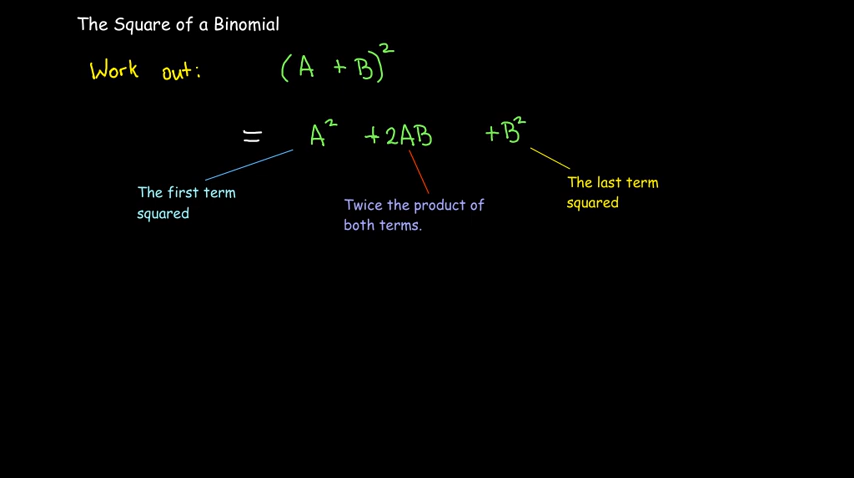 The Square of a Binomial
Work out: (A + B)²
= A² +2AB +B²
The first term
squared
Twice the product of
both terms.
The last term
squared